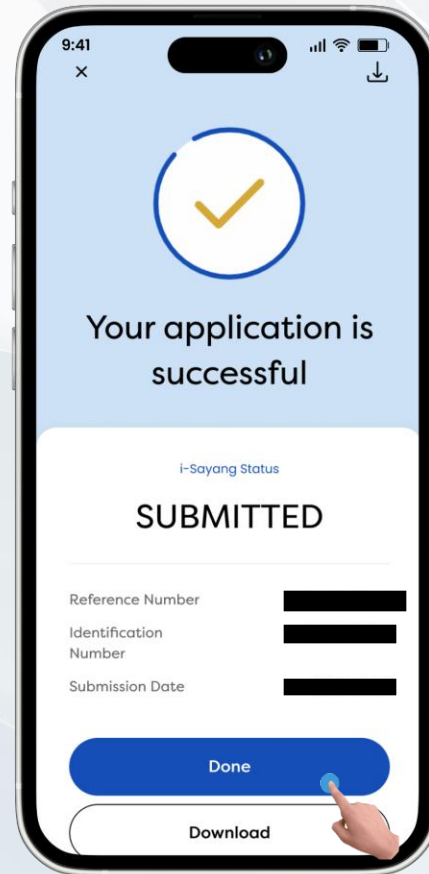 9:41
Your application is
successful
i-Sayang Status
SUBMITTED
Reference Number
Identification
Number
Submission Date
Done
Download